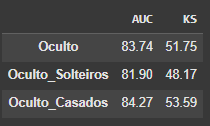 AUC KS
Oculto 83.74 51.75
Oculto_Solteiros 81.90 48.17
Oculto_Casados 84.27 53.59